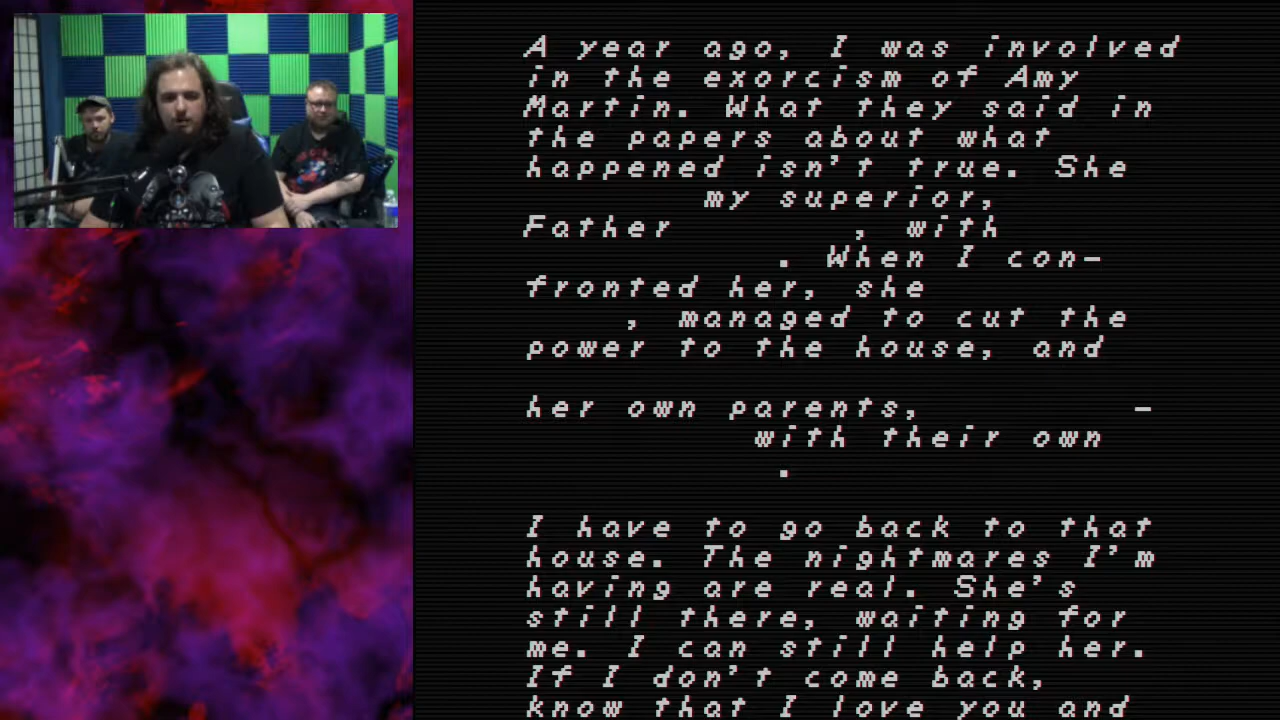 A year ago, I was involved
in the exorcism of Amy
Martin. What they said in
the papers about what
happened isn't true. She
my superior,
Father , with
. When I con-
fronted her, she
, managed to cut the
power to the house, and
her own parents, -
with their own
.
I have to go back to that
house. The nightmares I'm
having are real. She's
still there, waiting for
me. I can still help her.
If I don't come back,
know that I love you and